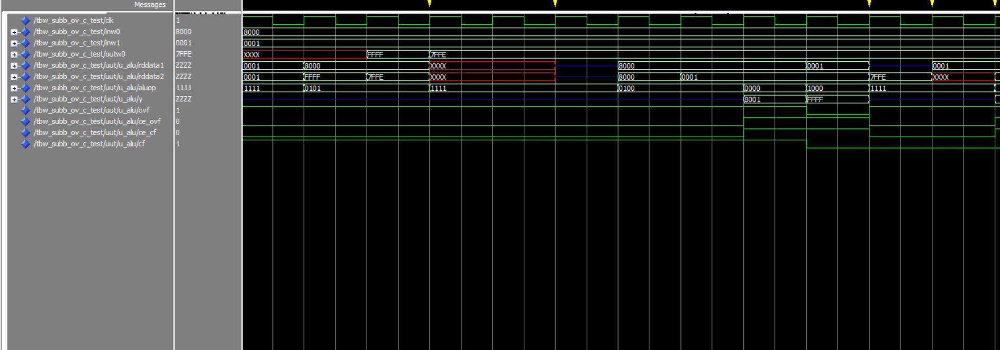 Messages
/tbw_subb_ov_c_test/clk 1
/tbw_subb_ov_c_test/inw0 8000 8000
/tbw_subb_ov_c_test/inw1 0001 0001
/tbw_subb_ov_c_test/outw0 7FFE XXXX FFFF 7FFE
/tbw_subb_ov_c_test/uut/u_alu/rddata1 ZZZZ 0001 8000 XXXX 8000 0001 0001
/tbw_subb_ov_c_test/uut/u_alu/rddata2 ZZZZ 0001 FFFF 7FFE XXXX 8000 0001 7FFE XXXX
/tbw_subb_ov_c_test/uut/u_alu/aluop 1111 1111 0101 1111 0100 0000 1000 1111
/tbw_subb_ov_c_test/uut/u_alu/y ZZZZ 8001 FFFF
/tbw_subb_ov_c_test/uut/u_alu/ovf 1
/tbw_subb_ov_c_test/uut/u_alu/ce_ovf 0
/tbw_subb_ov_c_test/uut/u_alu/ce_cf 0
/tbw_subb_ov_c_test/uut/u_alu/cf 1